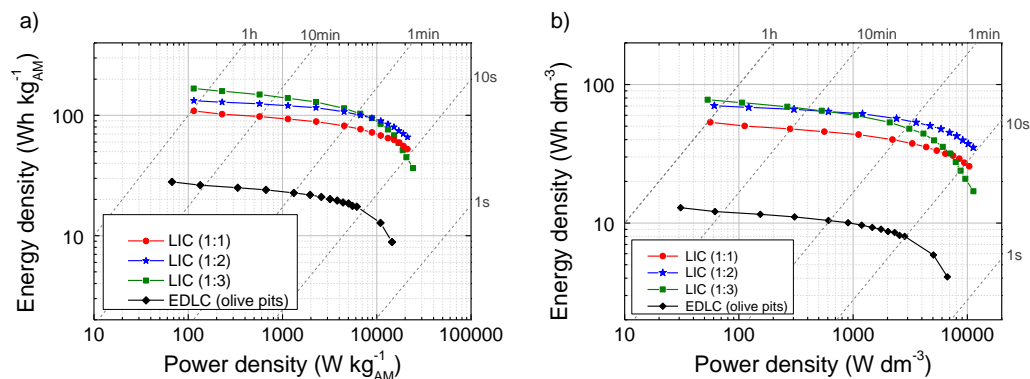 a)
1h
10min
1min
10s
1s
Energy density (Wh kg⁻¹AM)
100
10
LIC (1:1)
LIC (1:2)
LIC (1:3)
EDLC (olive pits)
10
100
1000
10000
100000
Power density (W kg⁻¹AM)
b)
1h
10min
1min
10s
1s
Energy density (Wh dm⁻³)
100
10
LIC (1:1)
LIC (1:2)
LIC (1:3)
EDLC (olive pits)
10
100
1000
10000
Power density (W dm⁻³)